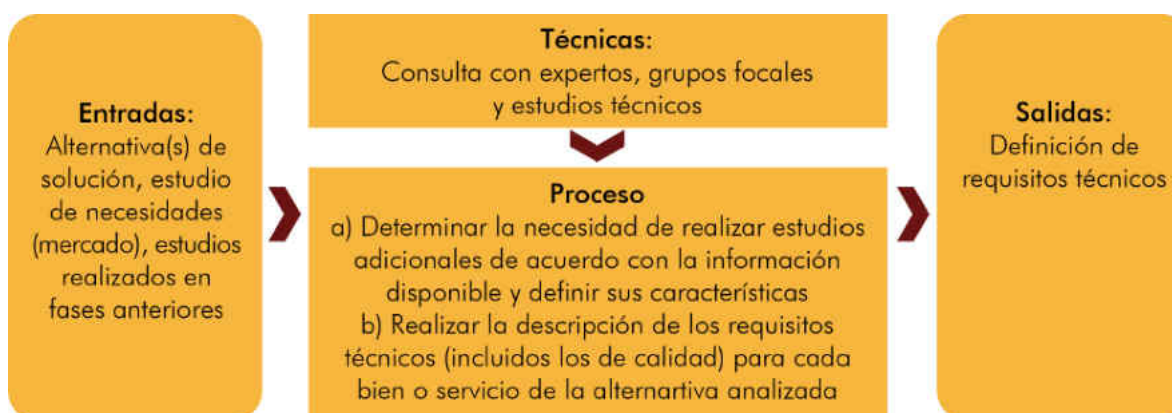 Entradas:
Alternativa(s) de
solución, estudio
de necesidades
(mercado), estudios
realizados en
fases anteriores
Técnicas:
Consulta con expertos, grupos focales
y estudios técnicos
Proceso
a) Determinar la necesidad de realizar estudios
adicionales de acuerdo con la información
disponible y definir sus características
b) Realizar la descripción de los requisitos
técnicos (incluidos los de calidad) para cada
bien o servicio de la alternartiva analizada
Salidas:
Definición de
requisitos técnicos